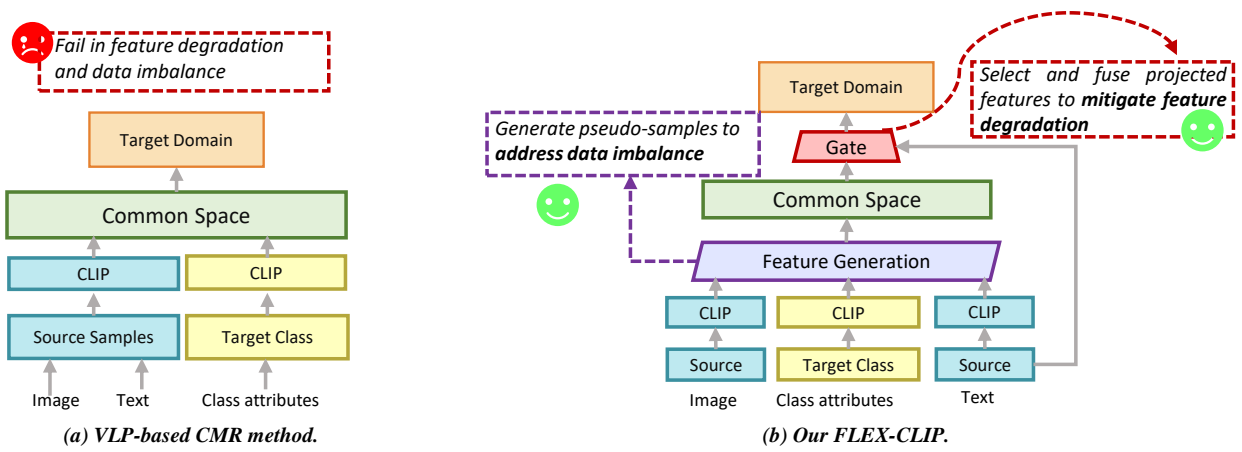 Fail in feature degradation
and data imbalance
Target Domain
Common Space
CLIP
CLIP
Source Samples
Target Class
Image
Text
Class attributes
(a) VLP-based CMR method.
Select and fuse projected
features to mitigate feature
degradation
Target Domain
Generate pseudo-samples to
address data imbalance
Gate
Common Space
Feature Generation
CLIP
CLIP
CLIP
Source
Target Class
Source
Image
Class attributes
Text
(b) Our FLEX-CLIP.